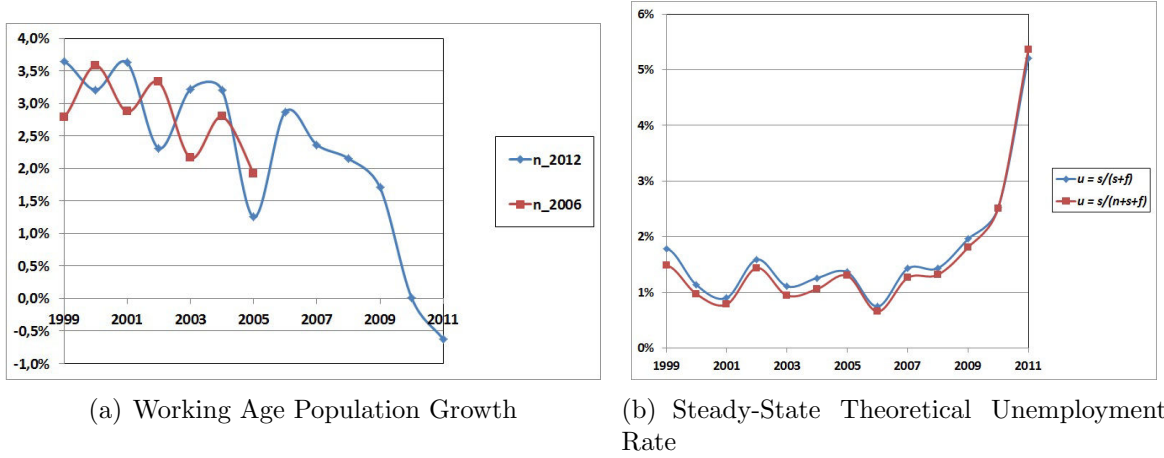 4,0%
3,5%
3,0%
2,5%
2,0%
1,5%
1,0%
0,5%
0,0%
-0,5%
-1,0%
1999 2001 2003 2005 2007 2009 2011
n_2012
n_2006
(a) Working Age Population Growth
6%
5%
4%
3%
2%
1%
0%
1999 2001 2003 2005 2007 2009 2011
u = s/(s+f)
u = s/(n+s+f)
(b) Steady-State Theoretical Unemployment
Rate